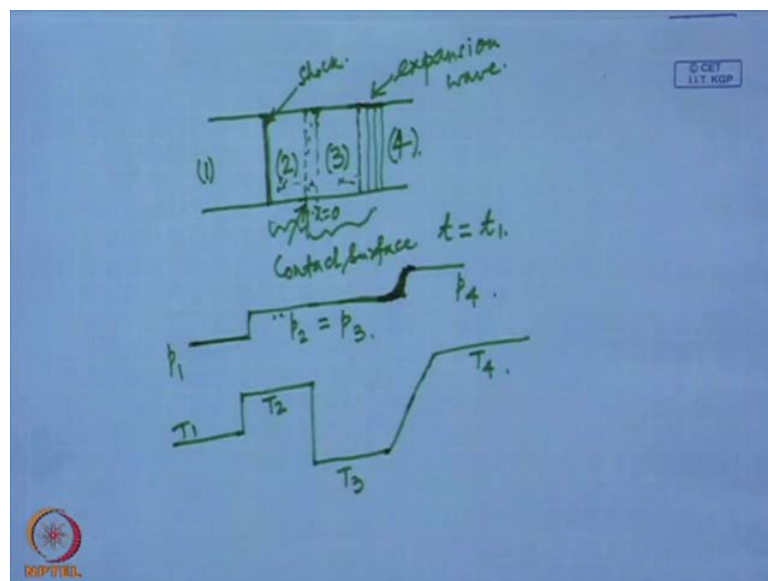 shock.
expansion
wave.
© CET
I.I.T. KGP
(1) (2) (3) (4).
x=0
Contact Surface t = t1.
p1 p2 = p3. p4.
T1 T2 T3 T4.
NPTEL